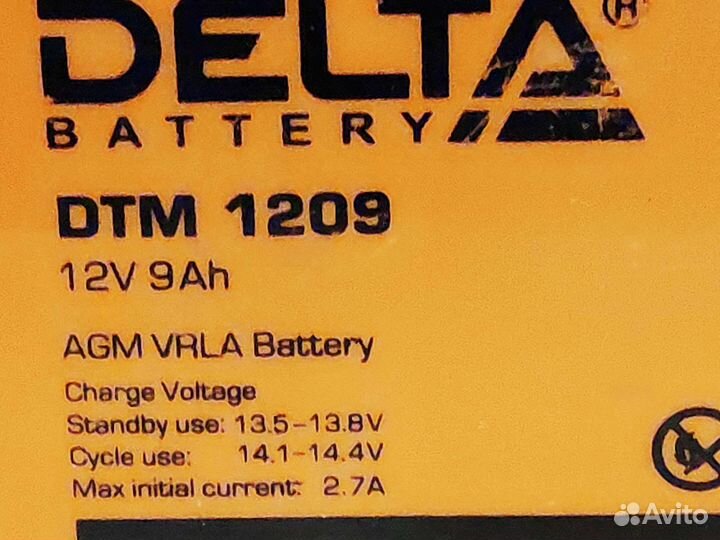 DELTA®
BATTERY
DTM 1209
12V 9Ah
AGM VRLA Battery
Charge Voltage
Standby use: 13.5-13.8V
Cycle use: 14.1-14.4V
Max initial current: 2.7A
Avito